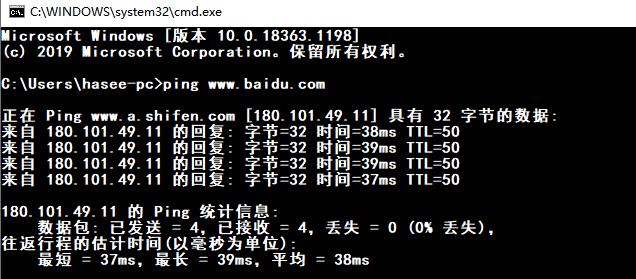 C:\WINDOWS\system32\cmd.exe
Microsoft Windows [版本 10.0.18363.1198]
(c) 2019 Microsoft Corporation。保留所有权利。
C:\Users\hasee-pc>ping www.baidu.com
正在 Ping www.a.shifen.com [180.101.49.11] 具有 32 字节的数据:
来自 180.101.49.11 的回复: 字节=32 时间=38ms TTL=50
来自 180.101.49.11 的回复: 字节=32 时间=39ms TTL=50
来自 180.101.49.11 的回复: 字节=32 时间=39ms TTL=50
来自 180.101.49.11 的回复: 字节=32 时间=37ms TTL=50
180.101.49.11 的 Ping 统计信息:
数据包: 已发送 = 4，已接收 = 4，丢失 = 0 (0% 丢失)，
往返行程的估计时间(以毫秒为单位):
最短 = 37ms，最长 = 39ms，平均 = 38ms